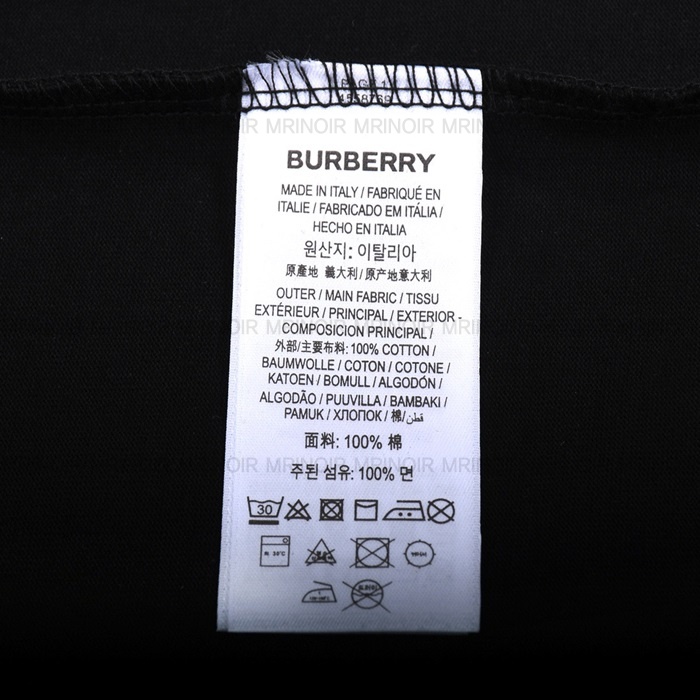 MRINOIR MRINOIR MRINOIR
BURBERRY
MADE IN ITALY / FABRIQUÉ EN
ITALIE / FABRICADO EM ITÁLIA /
HECHO EN ITALIA
원산지: 이탈리아
原產地 義大利 / 原产地意大利
OUTER / MAIN FABRIC / TISSU
EXTÉRIEUR / PRINCIPAL / EXTERIOR -
COMPOSICION PRINCIPAL /
外部/主要布料: 100% COTTON /
BAUMWOLLE / COTON / COTONE /
KATOEN / BOMULL / ALGODÓN /
ALGODÃO / PUUVILLA / BAMBAKI /
PAMUK / ХЛОПОК / 棉/قطن
面料: 100% 棉
주된 섬유: 100% 면
30